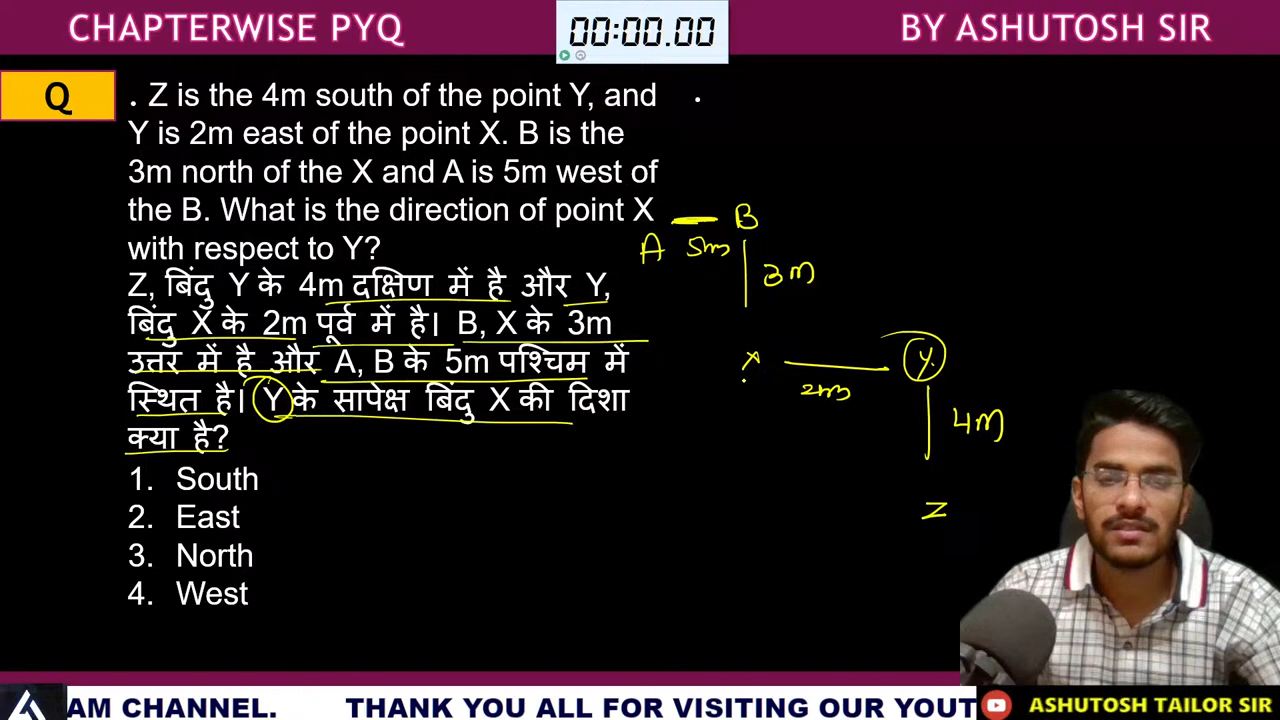 CHAPTERWISE PYQ
00:00.00
BY ASHUTOSH SIR
Q
. Z is the 4m south of the point Y, and
Y is 2m east of the point X. B is the
3m north of the X and A is 5m west of
the B. What is the direction of point X
with respect to Y?
Z, बिंदु Y के 4m दक्षिण में है और Y,
बिंदु X के 2m पूर्व में है। B, X के 3m
उत्तर में है और A, B के 5m पश्चिम में
स्थित है। Y के सापेक्ष बिंदु X की दिशा
क्या है?
1. South
2. East
3. North
4. West
B
A 5m
3m
X
Y
2m
4m
Z
AM CHANNEL. THANK YOU ALL FOR VISITING OUR YOUT
ASHUTOSH TAILOR SIR